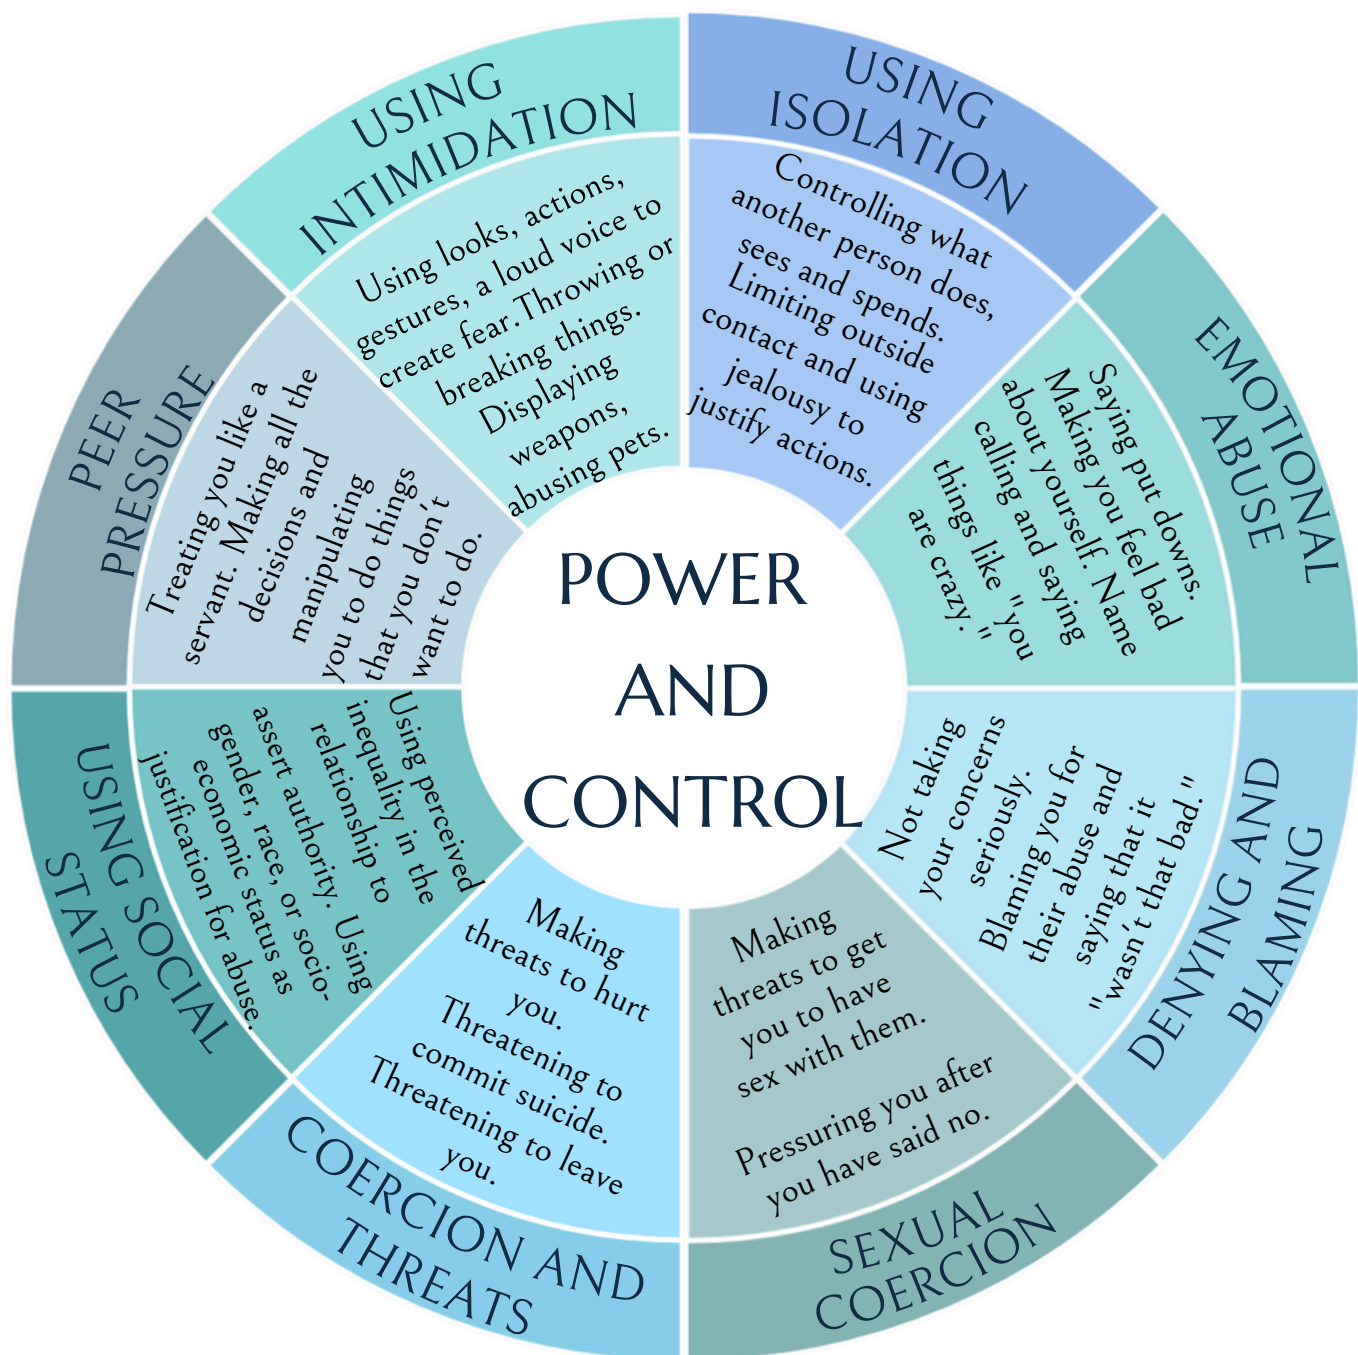 POWER
AND
CONTROL
USING
ISOLATION
Controlling what
another person does,
sees and spends.
Limiting outside
contact and using
jealousy to
justify actions.
EMOTIONAL
ABUSE
Saying put downs.
Making you feel bad
about yourself. Name
calling and saying
things like "you
are crazy."
DENYING AND
BLAMING
Not taking
your concerns
seriously.
Blaming you for
their abuse and
saying that it
"wasn't that bad."
SEXUAL
COERCION
Making
threats to get
you to have
sex with them.
Pressuring you after
you have said no.
COERCION AND
THREATS
Making
threats to hurt
you.
Threatening to
commit suicide.
Threatening to leave
you.
USING SOCIAL
STATUS
Using perceived
inequality in the
relationship to
assert authority. Using
gender, race, or socio-
economic status as
justification for abuse.
PEER
PRESSURE
Treating you like a
servant. Making all the
decisions and
manipulating
you to do things
that you don't
want to do.
USING
INTIMIDATION
Using looks, actions,
gestures, a loud voice to
create fear. Throwing or
breaking things.
Displaying
weapons,
abusing pets.